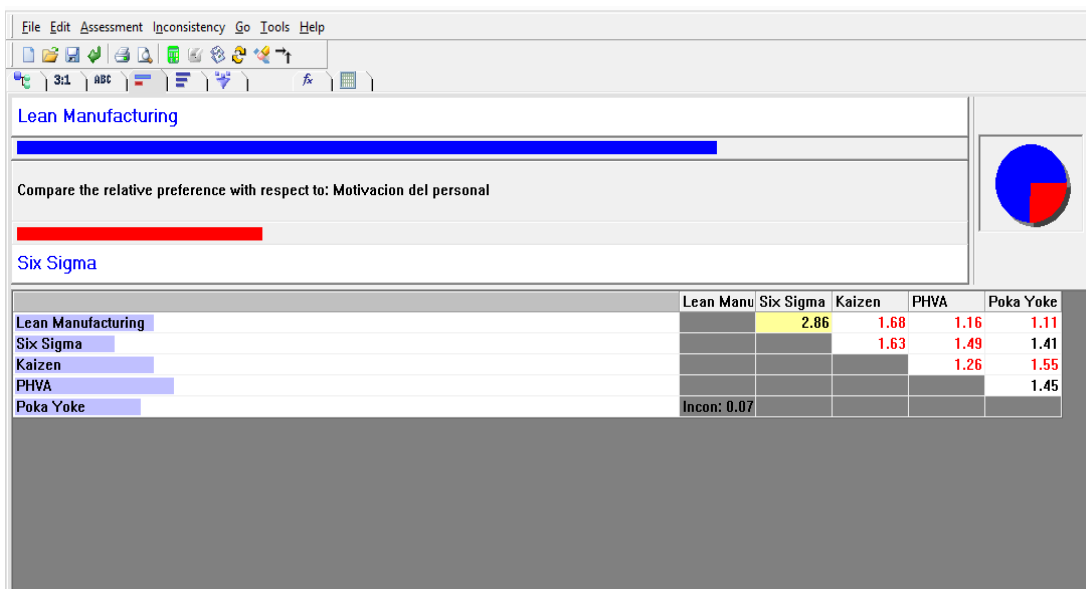 File Edit Assessment Inconsistency Go Tools Help
3:1 ABC fx
Lean Manufacturing
Compare the relative preference with respect to: Motivacion del personal
Six Sigma
Lean Manu Six Sigma Kaizen PHVA Poka Yoke
Lean Manufacturing 2.86 1.68 1.16 1.11
Six Sigma 1.63 1.49 1.41
Kaizen 1.26 1.55
PHVA 1.45
Poka Yoke Incon: 0.07